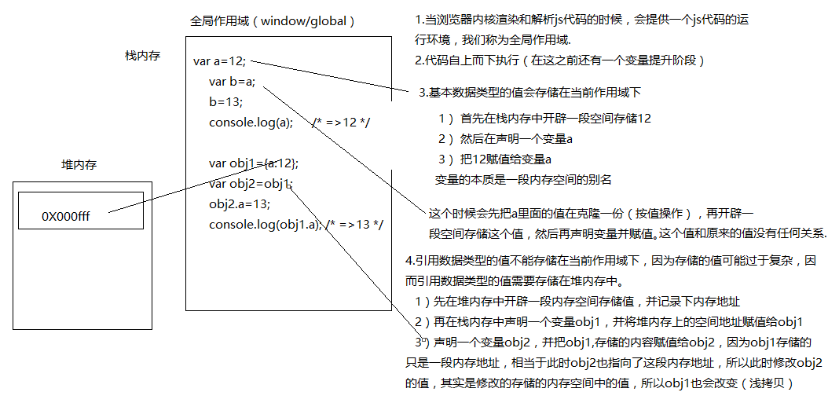 全局作用域（window/global）
栈内存
var a=12;
var b=a;
b=13;
console.log(a); /* =>12 */
var obj1={a:12};
var obj2=obj1;
obj2.a=13;
console.log(obj1.a); /* =>13 */
堆内存
0X000fff
1.当浏览器内核渲染和解析js代码的时候，会提供一个js代码的运
行环境，我们称为全局作用域.
2.代码自上而下执行（在这之前还有一个变量提升阶段）
3.基本数据类型的值会存储在当前作用域下
1） 首先在栈内存中开辟一段空间存储12
2） 然后在声明一个变量a
3） 把12赋值给变量a
变量的本质是一段内存空间的别名
这个时候会先把a里面的值在克隆一份（按值操作），再开辟一
段空间存储这个值，然后再声明变量并赋值。这个值和原来的值没有任何关系.
4.引用数据类型的值不能存储在当前作用域下，因为存储的值可能过于复杂，因
而引用数据类型的值需要存储在堆内存中。
1）先在堆内存中开辟一段内存空间存储值，并记录下内存地址
2）再在栈内存中声明一个变量obj1，并将堆内存上的空间地址赋值给obj1
3）声明一个变量obj2，并把obj1,存储的内容赋值给obj2，因为obj1存储的
只是一段内存地址，相当于此时obj2也指向了这段内存地址，所以此时修改obj2
的值，其实是修改的存储的内存空间中的值，所以obj1也会改变（浅拷贝）